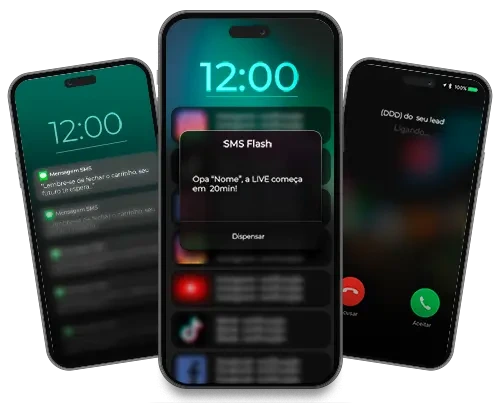 12:00
Mensagem SMS
"Lembre-se de fechar o carrinho, seu
futuro te espera.."
Mensagem SMS
12:00
SMS Flash
Opa "Nome", a LIVE começa
em 20min!
Dispensar
100%
(DDD) do seu lead
Ligando...
Aceitar